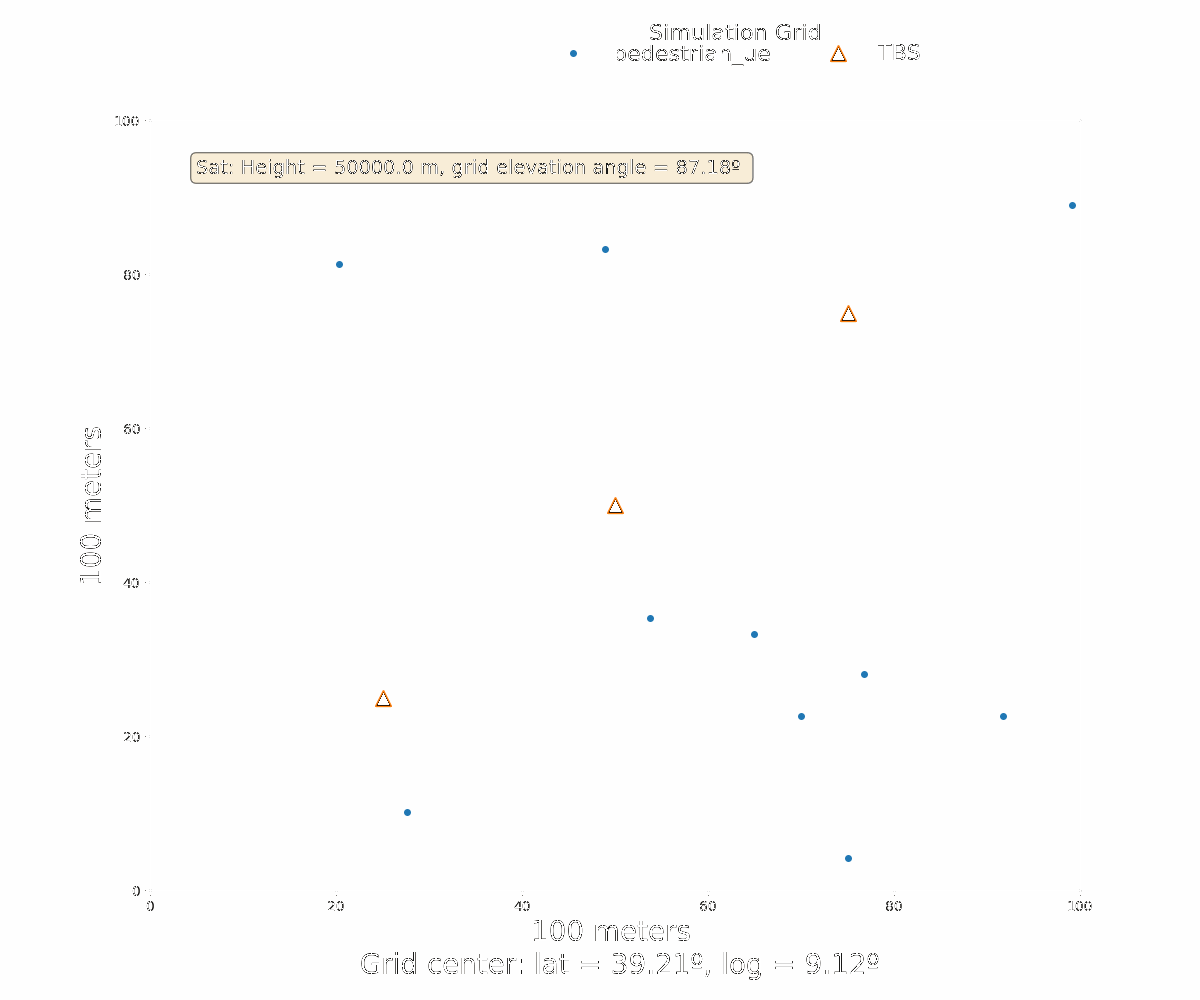 Simulation Grid
pedestrian_ue TBS
100
Sat: Height = 50000.0 m, grid elevation angle = 87.18º
80
60
40
20
0
100 meters
0 20 40 60 80 100
100 meters
Grid center: lat = 39.21º, log = 9.12º